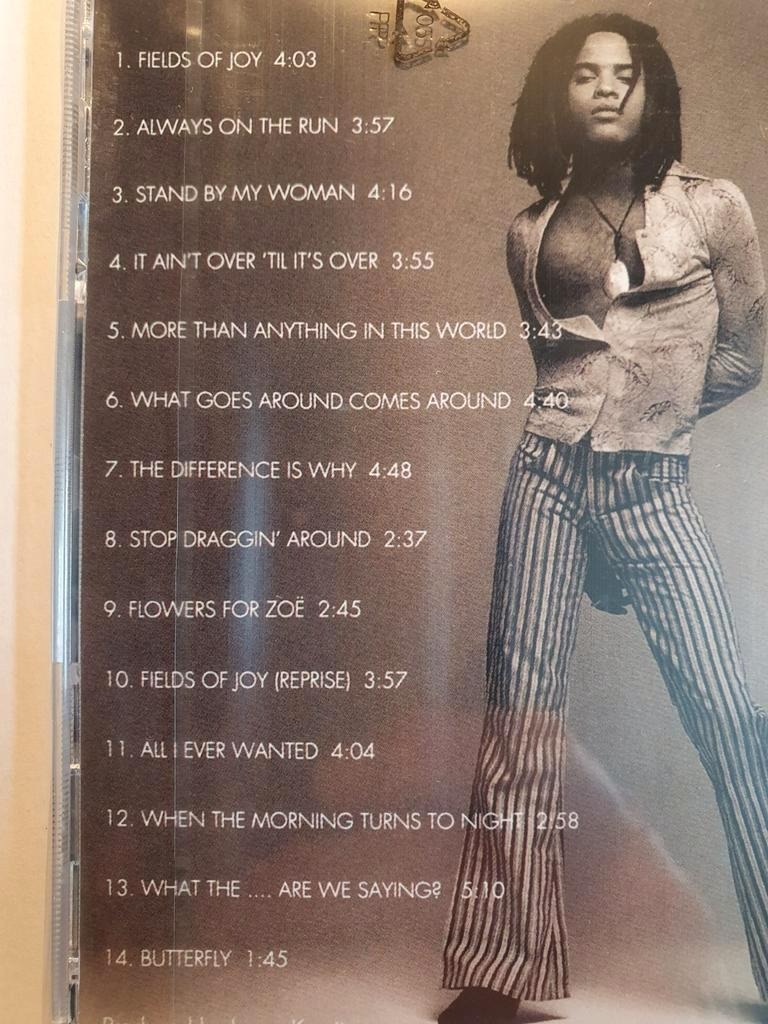 1. FIELDS OF JOY 4:03
2. ALWAYS ON THE RUN 3:57
3. STAND BY MY WOMAN 4:16
4. IT AIN'T OVER 'TIL IT'S OVER 3:55
5. MORE THAN ANYTHING IN THIS WORLD 3:43
6. WHAT GOES AROUND COMES AROUND 4:40
7. THE DIFFERENCE IS WHY 4:48
8. STOP DRAGGIN' AROUND 2:37
9. FLOWERS FOR ZOË 2:45
10. FIELDS OF JOY (REPRISE) 3:57
11. ALL I EVER WANTED 4:04
12. WHEN THE MORNING TURNS TO NIGHT 2:58
13. WHAT THE .... ARE WE SAYING? 5:10
14. BUTTERFLY 1:45